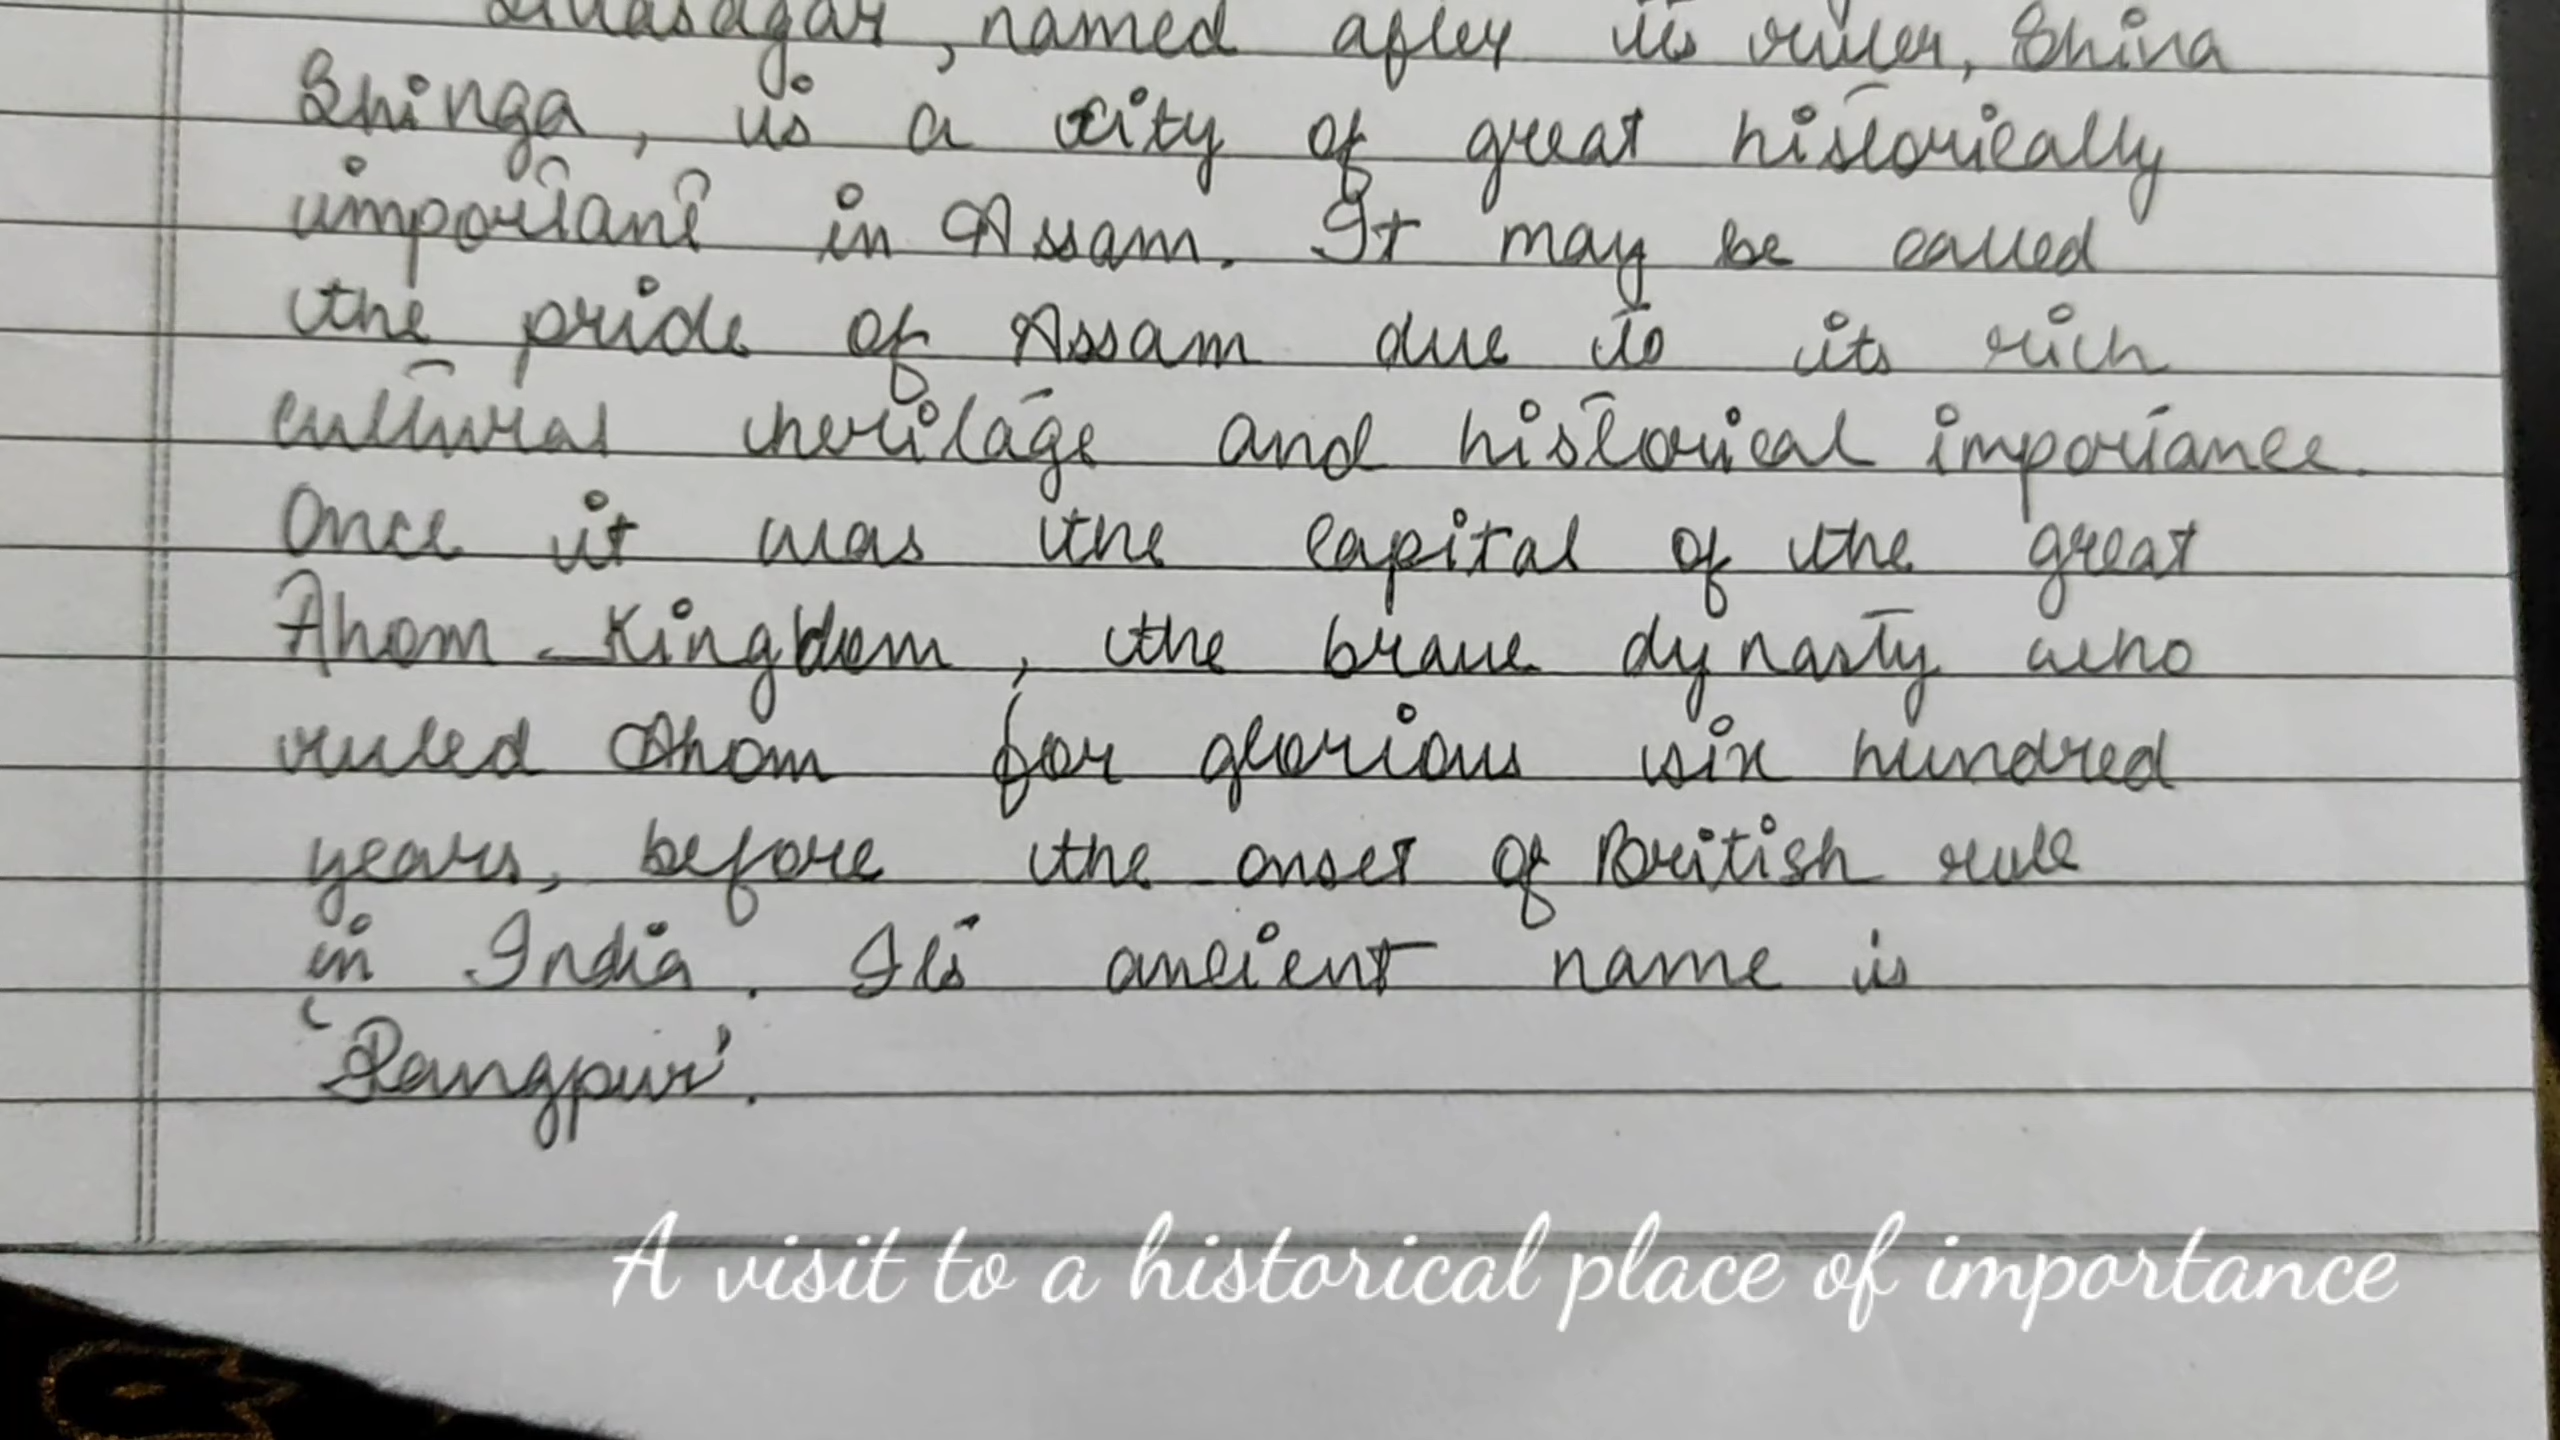 Sivasagar, named after its ruler, Shiva
Shinga, is a city of great historically
important in Assam. It may be called
the pride of Assam due to its rich
cultural heritage and historical importance.
Once it was the capital of the great
Ahom-Kingdom, the brave dynasty who
ruled Ahom for glorious six hundred
years, before the onset of British rule
in India. Its ancient name is
'Rangpur'.
A visit to a historical place of importance